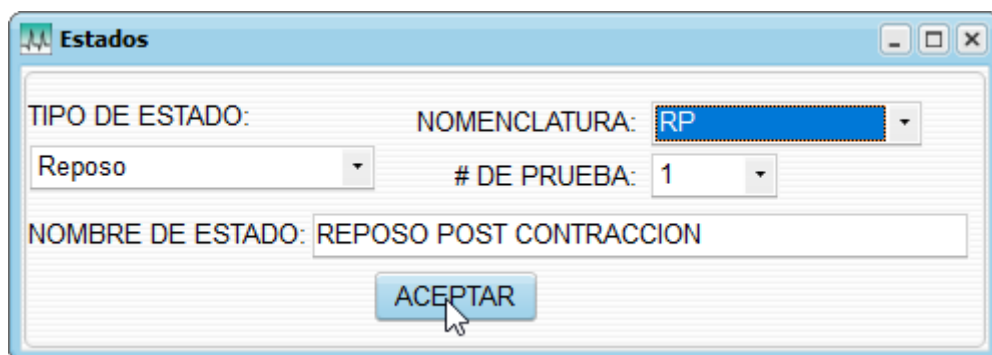 Estados
TIPO DE ESTADO:
NOMENCLATURA: RP
Reposo
# DE PRUEBA: 1
NOMBRE DE ESTADO: REPOSO POST CONTRACCION
ACEPTAR